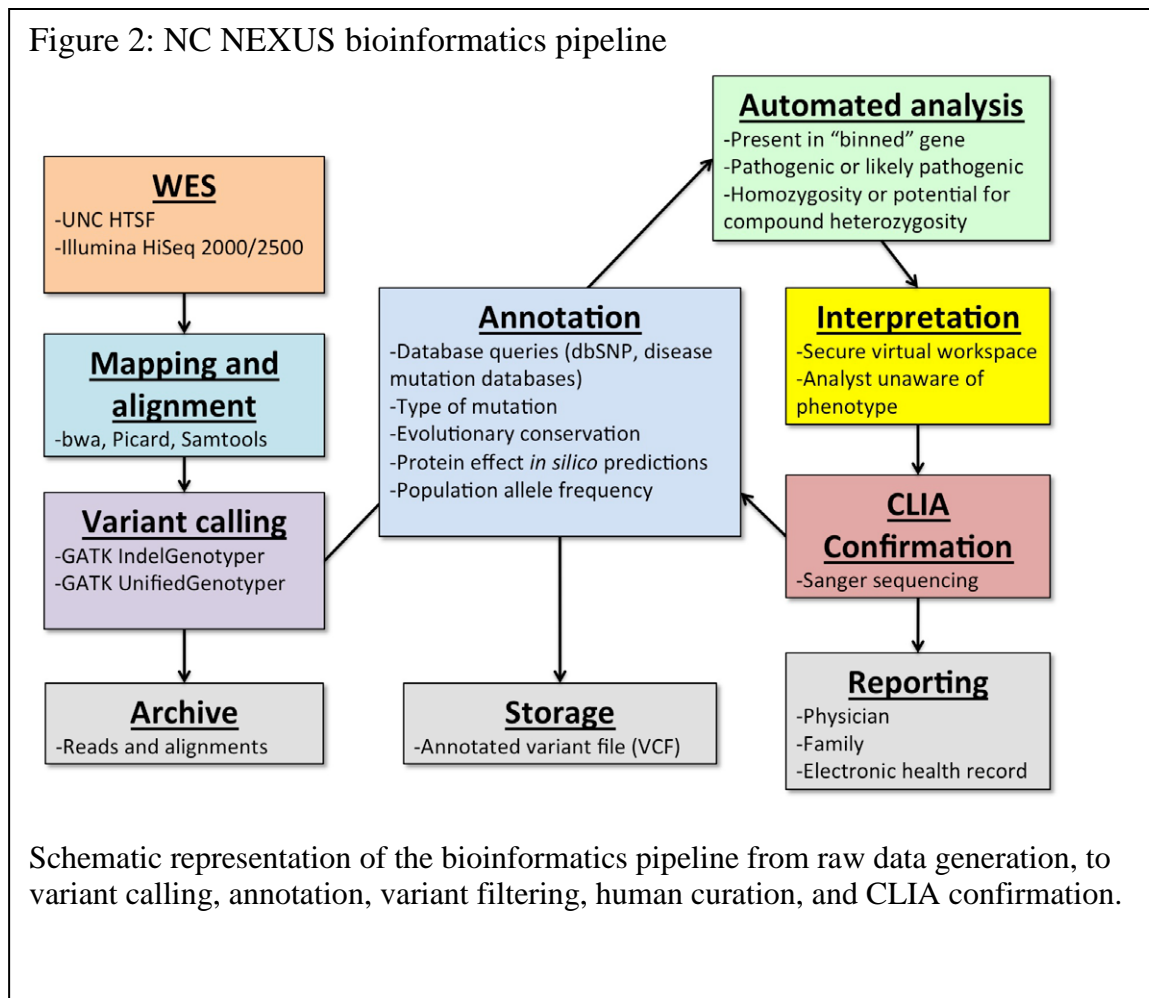 Figure 2: NC NEXUS bioinformatics pipeline
WES
-UNC HTSF
-Illumina HiSeq 2000/2500
Mapping and
alignment
-bwa, Picard, Samtools
Variant calling
-GATK IndelGenotyper
-GATK UnifiedGenotyper
Archive
-Reads and alignments
Annotation
-Database queries (dbSNP, disease
mutation databases)
-Type of mutation
-Evolutionary conservation
-Protein effect in silico predictions
-Population allele frequency
Storage
-Annotated variant file (VCF)
Automated analysis
-Present in “binned” gene
-Pathogenic or likely pathogenic
-Homozygosity or potential for
compound heterozygosity
Interpretation
-Secure virtual workspace
-Analyst unaware of
phenotype
CLIA
Confirmation
-Sanger sequencing
Reporting
-Physician
-Family
-Electronic health record
Schematic representation of the bioinformatics pipeline from raw data generation, to
variant calling, annotation, variant filtering, human curation, and CLIA confirmation.